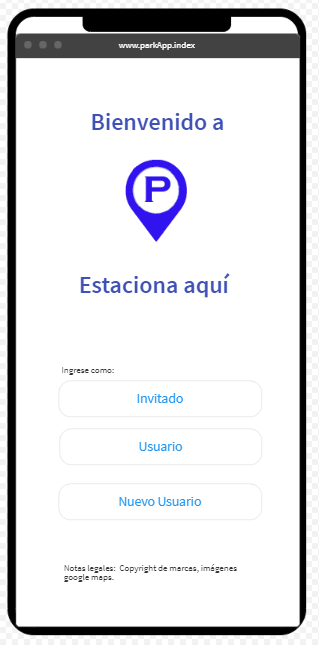 www.parkApp.index
Bienvenido a
P
Estaciona aquí
Ingrese como:
Invitado
Usuario
Nuevo Usuario
Notas legales: Copyright de marcas, imágenes
google maps.